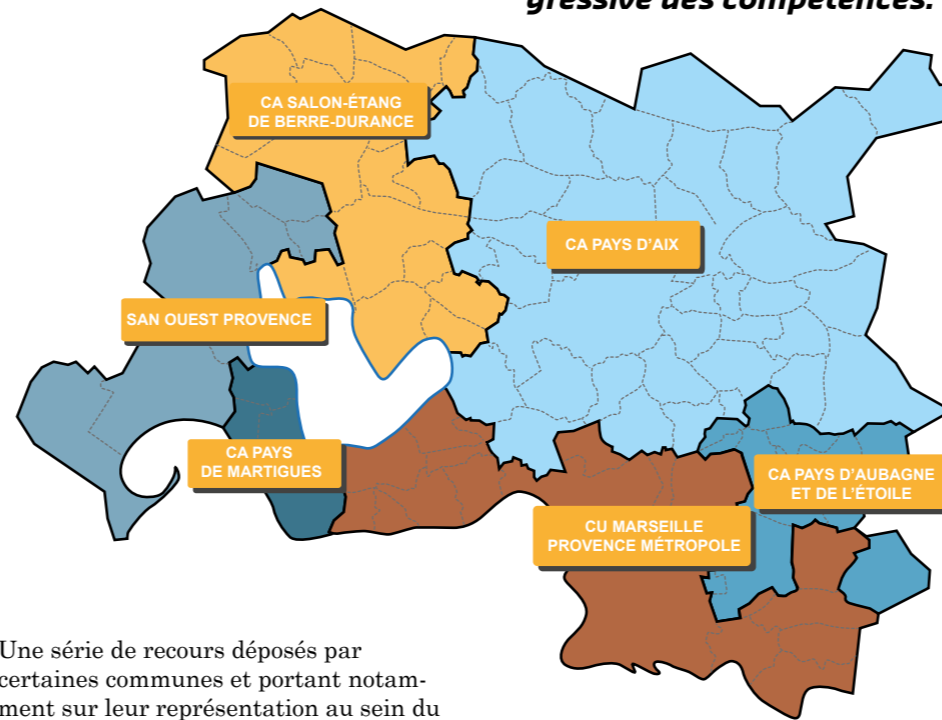 gressive des compétences.
CA SALON-ÉTANG
DE BERRE-DURANCE
CA PAYS D'AIX
SAN OUEST PROVENCE
CA PAYS
DE MARTIGUES
CA PAYS D'AUBAGNE
ET DE L'ÉTOILE
CU MARSEILLE
PROVENCE MÉTROPOLE
Une série de recours déposés par
certaines communes et portant notam-
ment sur leur représentation au sein du